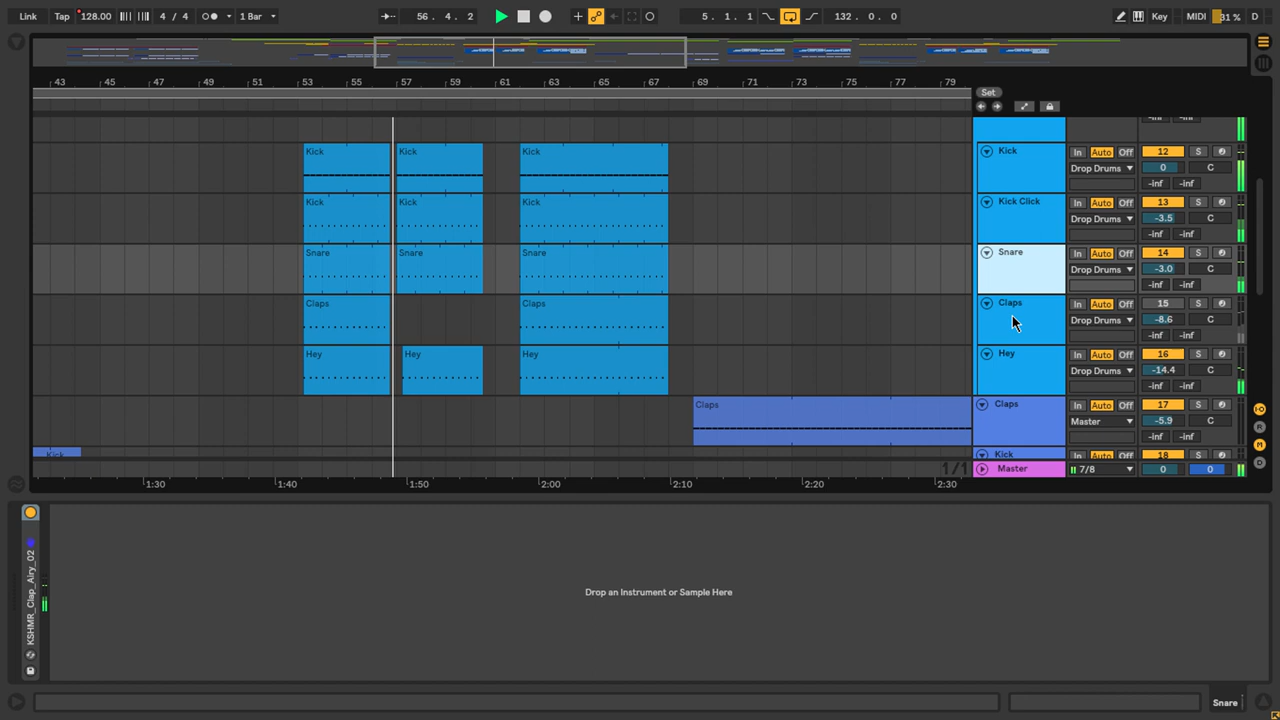 Link Tap 128.00 4 / 4 1 Bar 56 . 4 . 2 5 . 1 . 1 132 . 0 . 0 Key MIDI 31 % D
43 45 47 49 51 53 55 57 59 61 63 65 67 69 71 73 75 77 79
Set
-inf -inf
Kick Kick Kick Kick In Auto Off 12 S
Drop Drums 0 C
-inf -inf
Kick Kick Kick Kick Click In Auto Off 13 S
Drop Drums -3.5 C
-inf -inf
Snare Snare Snare Snare In Auto Off 14 S
Drop Drums -3.0 C
-inf -inf
Claps Claps Claps In Auto Off 15 S
Drop Drums -8.6 C
-inf -inf
Hey Hey Hey Hey In Auto Off 16 S
Drop Drums -14.4 C
-inf -inf
Claps Claps In Auto Off 17 S
Master -5.9 C
-inf -inf
Kick Kick In Auto Off 18 S
1/1 Master 7/8 0 0
1:30 1:40 1:50 2:00 2:10 2:20 2:30
I·O
R
M
D
KSHMR_Clap_Airy_02
Drop an Instrument or Sample Here
Snare